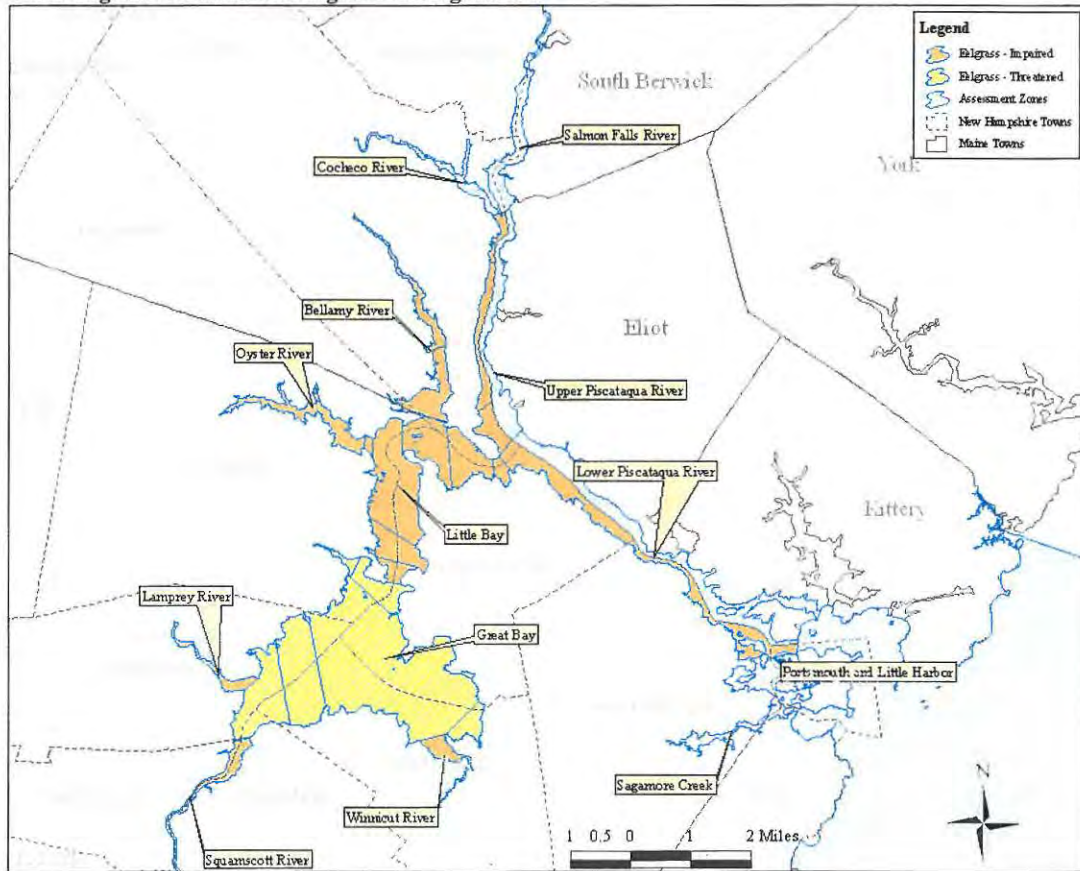 Legend
Eelgrass - Impaired
Eelgrass - Threatened
Assessment Zones
New Hampshire Towns
Maine Towns
South Berwick
Salmon Falls River
Cocheco River
York
Bellamy River
Eliot
Oyster River
Upper Piscataqua River
Lower Piscataqua River
Kittery
Little Bay
Lamprey River
Great Bay
Portsmouth and Little Harbor
Sagamore Creek
N
Winnicut River
1 0.5 0 1 2 Miles
Squamscott River